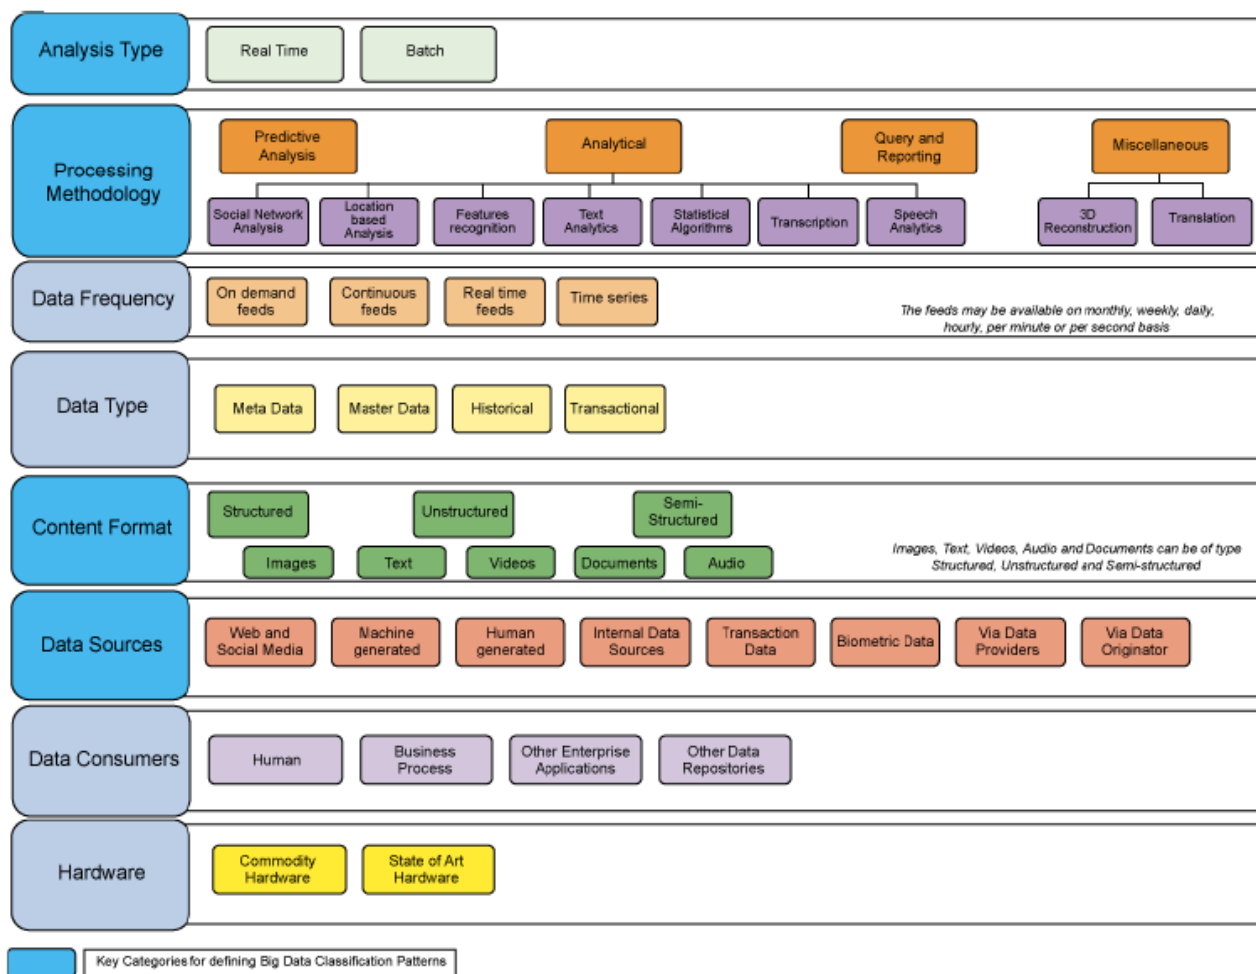 Analysis Type
Real Time
Batch
Processing
Methodology
Predictive
Analysis
Analytical
Query and
Reporting
Miscellaneous
Social Network
Analysis
Location
based
Analysis
Features
recognition
Text
Analytics
Statistical
Algorithms
Transcription
Speech
Analytics
3D
Reconstruction
Translation
Data Frequency
On demand
feeds
Continuous
feeds
Real time
feeds
Time series
The feeds may be available on monthly, weekly, daily,
hourly, per minute or per second basis
Data Type
Meta Data
Master Data
Historical
Transactional
Content Format
Structured
Unstructured
Semi-
Structured
Images
Text
Videos
Documents
Audio
Images, Text, Videos, Audio and Documents can be of type
Structured, Unstructured and Semi-structured
Data Sources
Web and
Social Media
Machine
generated
Human
generated
Internal Data
Sources
Transaction
Data
Biometric Data
Via Data
Providers
Via Data
Originator
Data Consumers
Human
Business
Process
Other Enterprise
Applications
Other Data
Repositories
Hardware
Commodity
Hardware
State of Art
Hardware
Key Categories for defining Big Data Classification Patterns